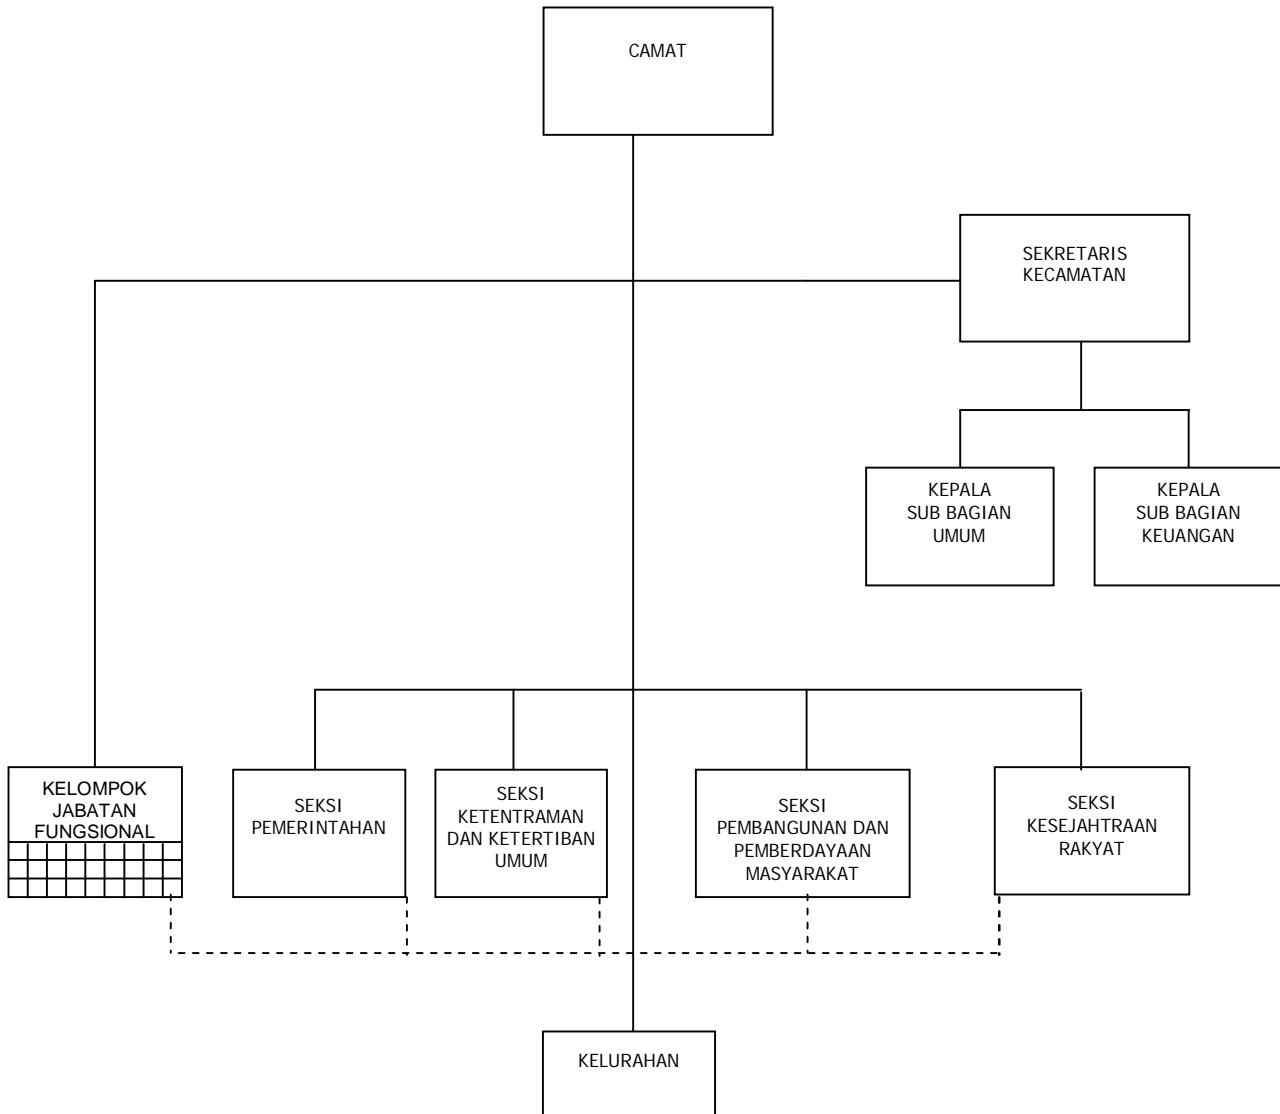 CAMAT
SEKRETARIS
KECAMATAN
KEPALA
SUB BAGIAN
UMUM
KEPALA
SUB BAGIAN
KEUANGAN
KELOMPOK
JABATAN
FUNGSIONAL
SEKSI
PEMERINTAHAN
SEKSI
KETENTRAMAN
DAN KETERTIBAN
UMUM
SEKSI
PEMBANGUNAN DAN
PEMBERDAYAAN
MASYARAKAT
SEKSI
KESEJAHTRAAN
RAKYAT
KELURAHAN